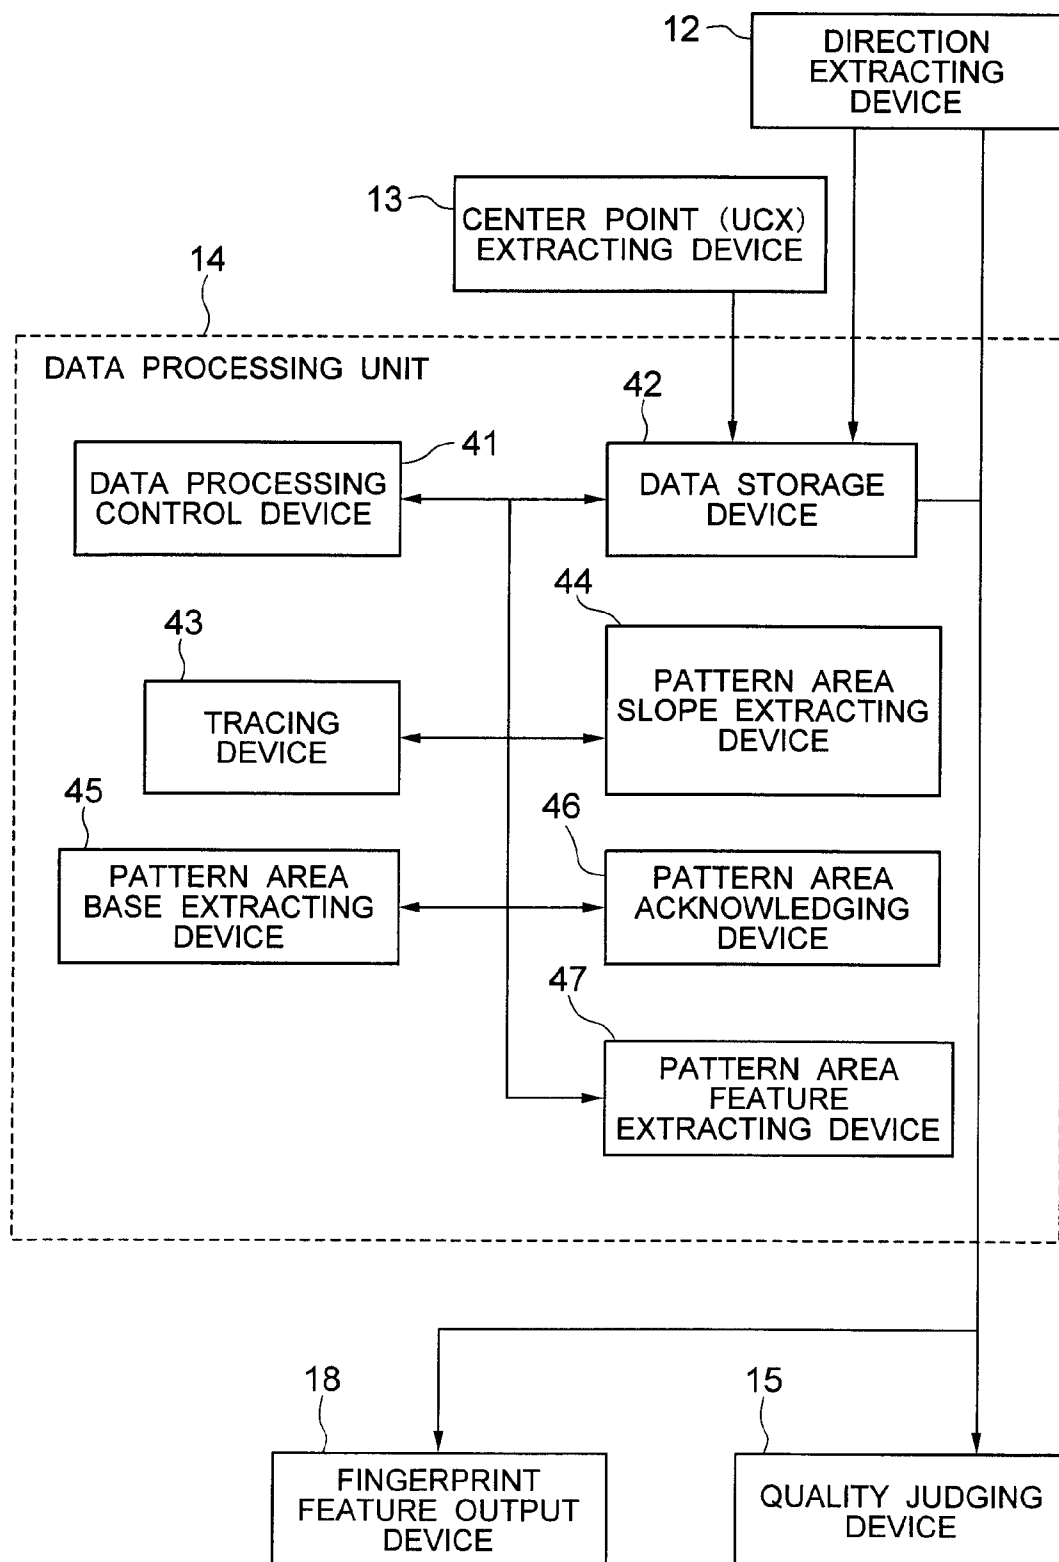 12
DIRECTION
EXTRACTING
DEVICE
13
CENTER POINT (UCX)
EXTRACTING DEVICE
14
DATA PROCESSING UNIT
41
DATA PROCESSING
CONTROL DEVICE
42
DATA STORAGE
DEVICE
43
TRACING
DEVICE
44
PATTERN AREA
SLOPE EXTRACTING
DEVICE
45
PATTERN AREA
BASE EXTRACTING
DEVICE
46
PATTERN AREA
ACKNOWLEDGING
DEVICE
47
PATTERN AREA
FEATURE
EXTRACTING DEVICE
18
FINGERPRINT
FEATURE OUTPUT
DEVICE
15
QUALITY JUDGING
DEVICE